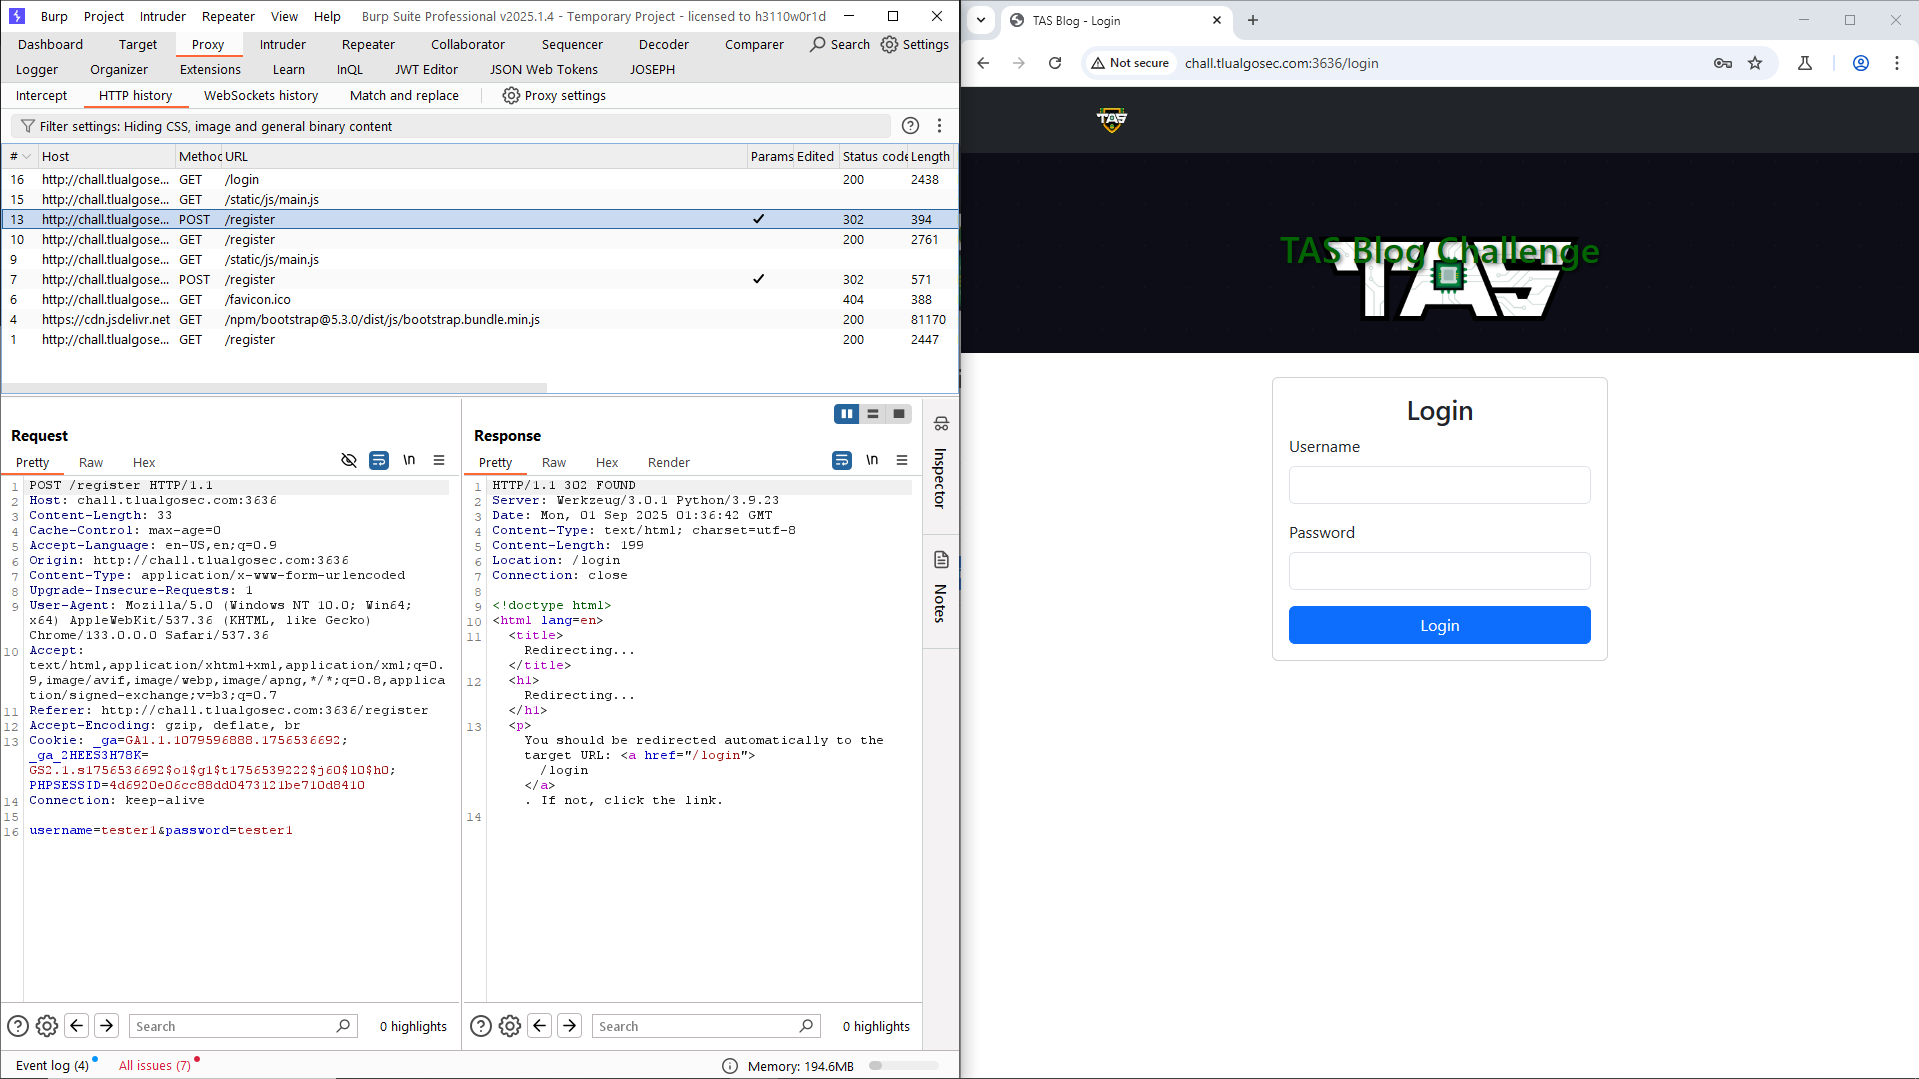 Burp Project Intruder Repeater View Help Burp Suite Professional v2025.1.4 - Temporary Project - licensed to h3110w0r1d
Dashboard Target Proxy Intruder Repeater Collaborator Sequencer Decoder Comparer Search Settings
Logger Organizer Extensions Learn InQL JWT Editor JSON Web Tokens JOSEPH
Intercept HTTP history WebSockets history Match and replace Proxy settings
Filter settings: Hiding CSS, image and general binary content
# Host Method URL Params Edited Status code Length
16 http://chall.tlualgose... GET /login 200 2438
15 http://chall.tlualgose... GET /static/js/main.js
13 http://chall.tlualgose... POST /register ✓ 302 394
10 http://chall.tlualgose... GET /register 200 2761
9 http://chall.tlualgose... GET /static/js/main.js
7 http://chall.tlualgose... POST /register ✓ 302 571
6 http://chall.tlualgose... GET /favicon.ico 404 388
4 https://cdn.jsdelivr.net GET /npm/bootstrap@5.3.0/dist/js/bootstrap.bundle.min.js 200 81170
1 http://chall.tlualgose... GET /register 200 2447
Request
Pretty Raw Hex \n
1 POST /register HTTP/1.1
2 Host: chall.tlualgosec.com:3636
3 Content-Length: 33
4 Cache-Control: max-age=0
5 Accept-Language: en-US,en;q=0.9
6 Origin: http://chall.tlualgosec.com:3636
7 Content-Type: application/x-www-form-urlencoded
8 Upgrade-Insecure-Requests: 1
9 User-Agent: Mozilla/5.0 (Windows NT 10.0; Win64;
x64) AppleWebKit/537.36 (KHTML, like Gecko)
Chrome/133.0.0.0 Safari/537.36
10 Accept:
text/html,application/xhtml+xml,application/xml;q=0.
9,image/avif,image/webp,image/apng,*/*;q=0.8,applica
tion/signed-exchange;v=b3;q=0.7
11 Referer: http://chall.tlualgosec.com:3636/register
12 Accept-Encoding: gzip, deflate, br
13 Cookie: _ga=GA1.1.1079596888.1756536692;
_ga_2HEES3H78K=
GS2.1.s1756536692$o1$g1$t1756539222$j60$l0$h0;
PHPSESSID=4d6920e06cc88dd0473121be710d8410
14 Connection: keep-alive
15
16 username=tester1&password=tester1
Response
Pretty Raw Hex Render \n
1 HTTP/1.1 302 FOUND
2 Server: Werkzeug/3.0.1 Python/3.9.23
3 Date: Mon, 01 Sep 2025 01:36:42 GMT
4 Content-Type: text/html; charset=utf-8
5 Content-Length: 199
6 Location: /login
7 Connection: close
8
9 <!doctype html>
10 <html lang=en>
11 <title>
Redirecting...
</title>
12 <h1>
Redirecting...
</h1>
13 <p>
You should be redirected automatically to the
target URL: <a href="/login">
/login
</a>
. If not, click the link.
14
Inspector
Notes
Search 0 highlights
Search 0 highlights
Event log (4) All issues (7) Memory: 194.6MB
TAS Blog - Login
Not secure chall.tlualgosec.com:3636/login
TAS
TAS Blog Challenge
TAS
Login
Username
Password
Login